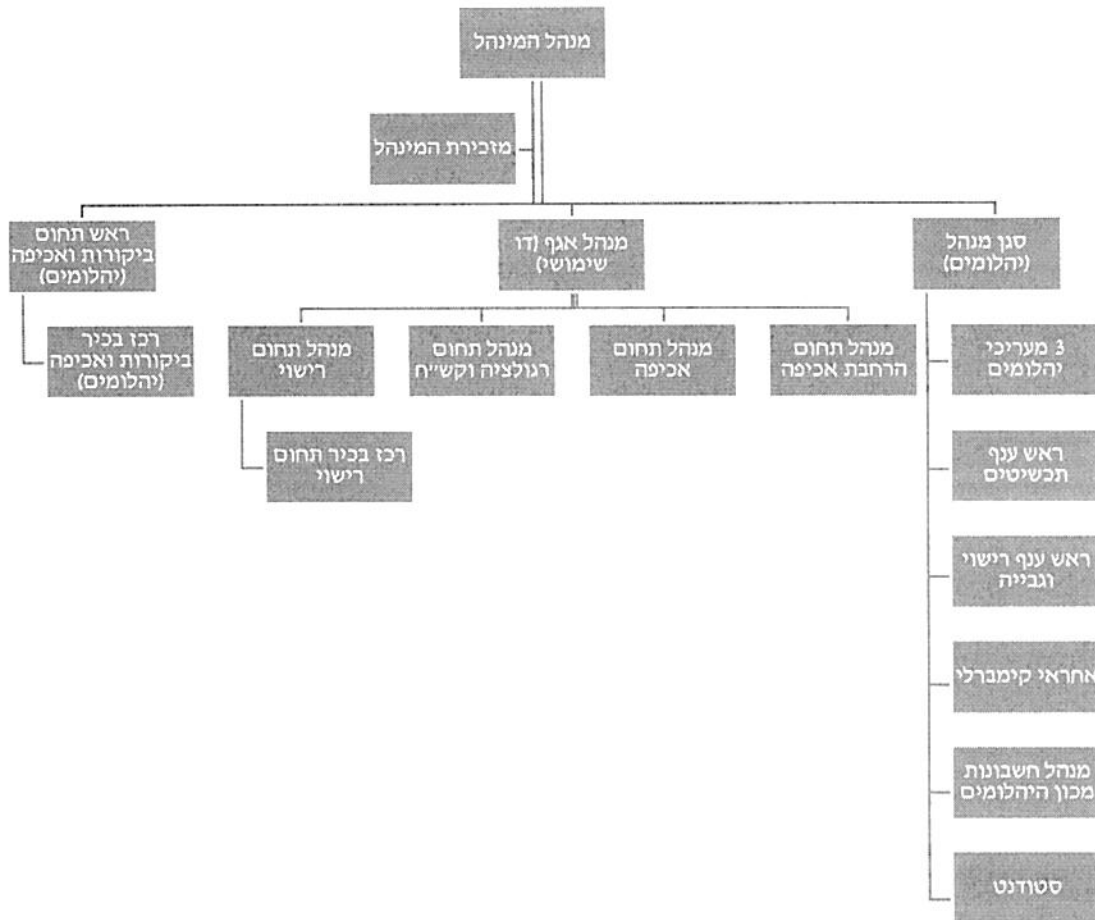 מנהל המינהל
מזכירת המינהל
סגן מנהל
(יהלומים)
מנהל אגף (דו
שימושי)
ראש תחום
ביקורות ואכיפה
(יהלומים)
3 מעריכי
יהלומים
מנהל תחום
הרחבת אכיפה
מנהל תחום
אכיפה
מנהל תחום
רגולציה וקש״ח
מנהל תחום
רישוי
רכז בכיר
ביקורות ואכיפה
(יהלומים)
ראש ענף
תכשיטים
רכז בכיר תחום
רישוי
ראש ענף רישוי
וגבייה
אחראי קימברלי
מנהל חשבונות
מכון היהלומים
סטודנט